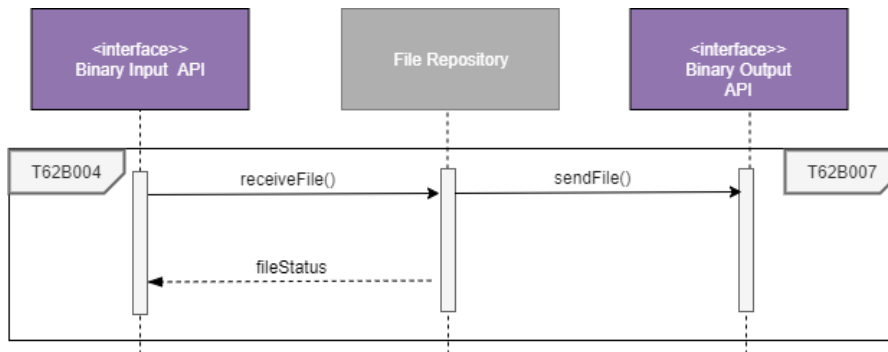 <interface>>
Binary Input API
File Repository
<interface>>
Binary Output
API
T62B004
T62B007
receiveFile()
sendFile()
fileStatus